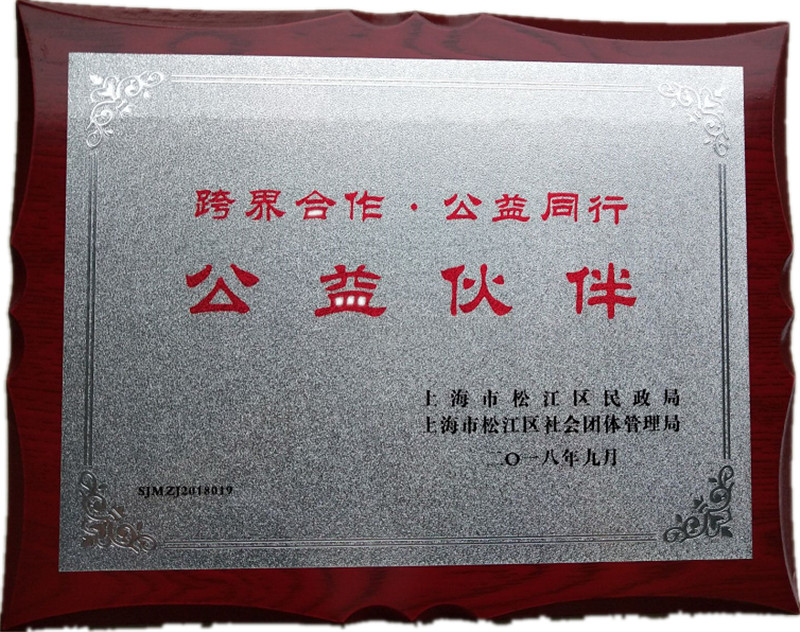 跨界合作·公益同行
公益伙伴
上海市松江区民政局
上海市松江区社会团体管理局
二〇一八年九月
SJMZJ2018019